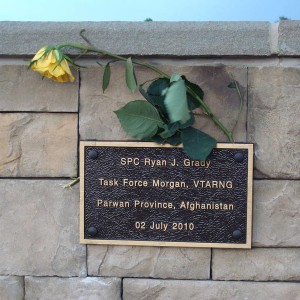 SPC Ryan J. Grady
Task Force Morgan, VTARNG
Parwan Province, Afghanistan
02 July 2010